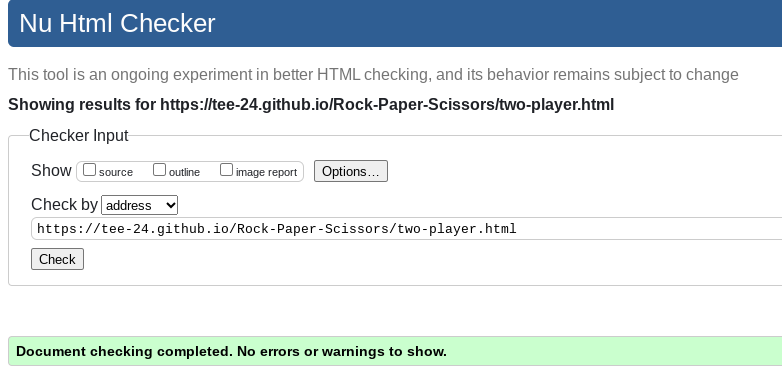 Nu Html Checker
This tool is an ongoing experiment in better HTML checking, and its behavior remains subject to change
Showing results for https://tee-24.github.io/Rock-Paper-Scissors/two-player.html
Checker Input
Show source outline image report Options...
Check by address
https://tee-24.github.io/Rock-Paper-Scissors/two-player.html
Check
Document checking completed. No errors or warnings to show.